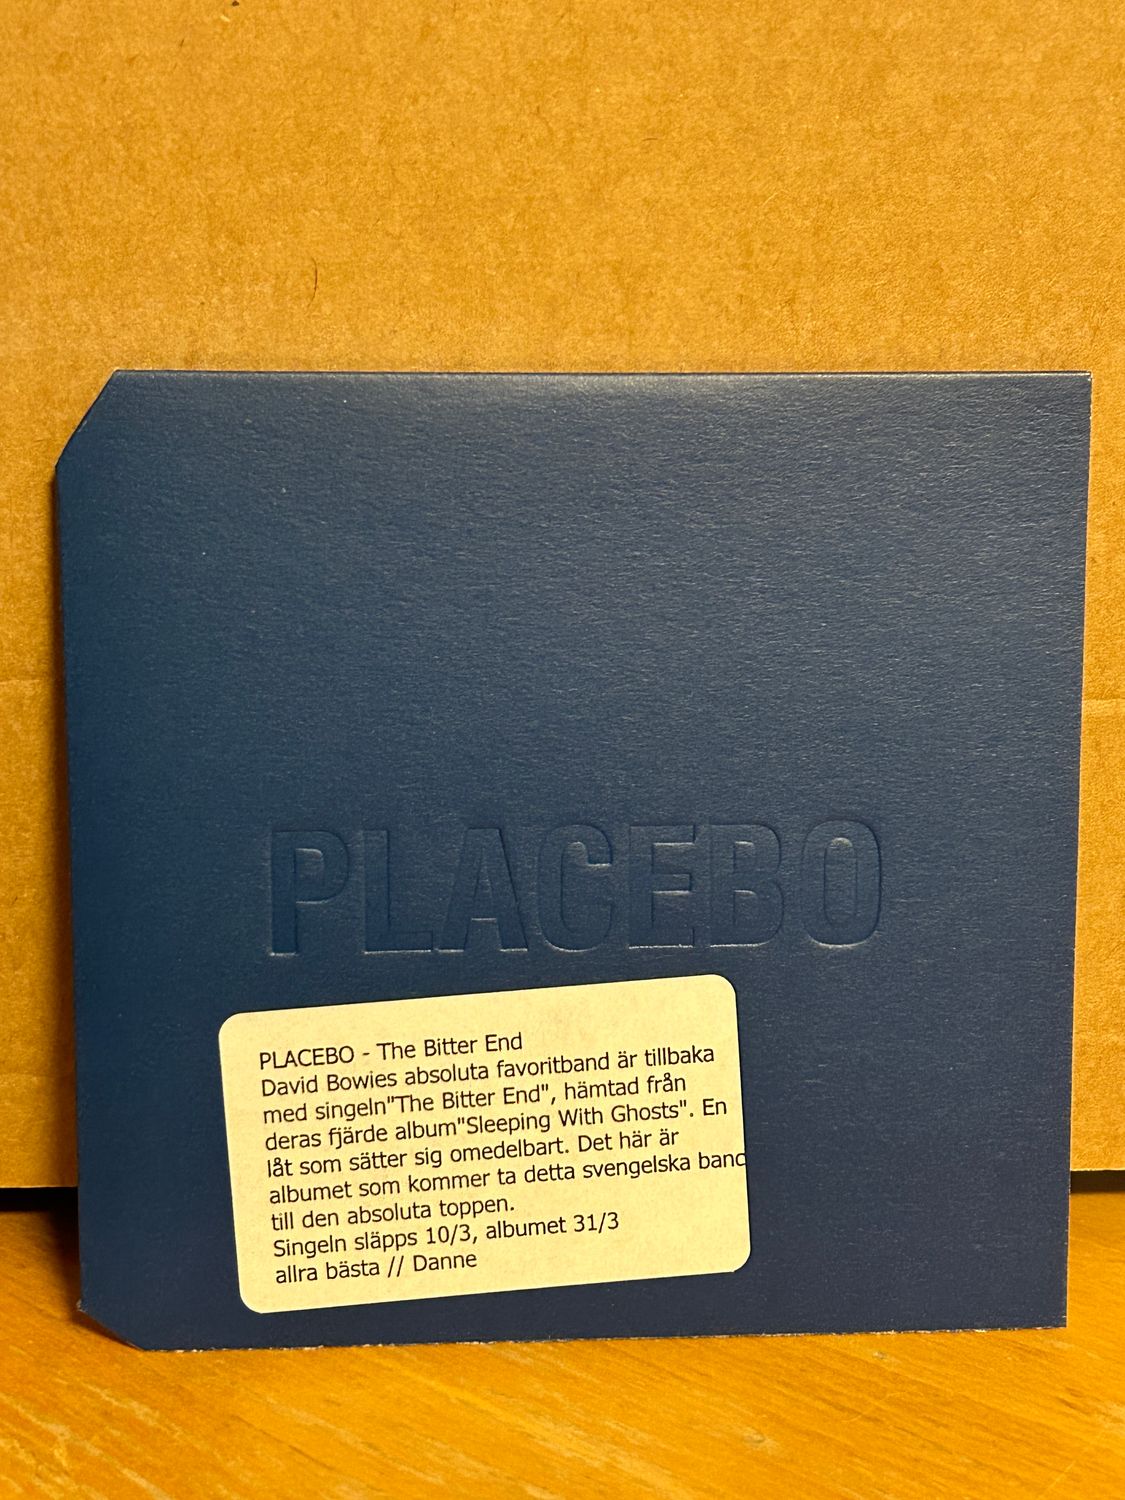 PLACEBO
PLACEBO - The Bitter End
David Bowies absoluta favoritband är tillbaka
med singeln"The Bitter End", hämtad från
deras fjärde album"Sleeping With Ghosts". En
låt som sätter sig omedelbart. Det här är
albumet som kommer ta detta svengelska band
till den absoluta toppen.
Singeln släpps 10/3, albumet 31/3
allra bästa // Danne